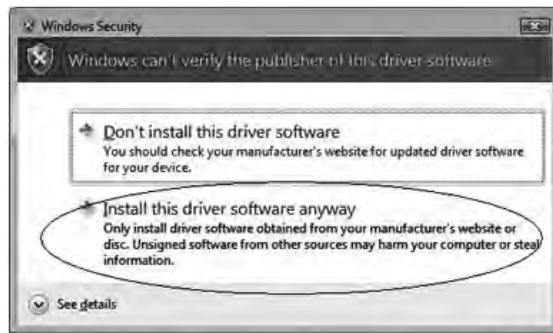 Windows Security
Windows can't verify the publisher of this driver software
Don't install this driver software
You should check your manufacturer's website for updated driver software
for your device.
Install this driver software anyway
Only install driver software obtained from your manufacturer's website or
disc. Unsigned software from other sources may harm your computer or steal
information.
See details